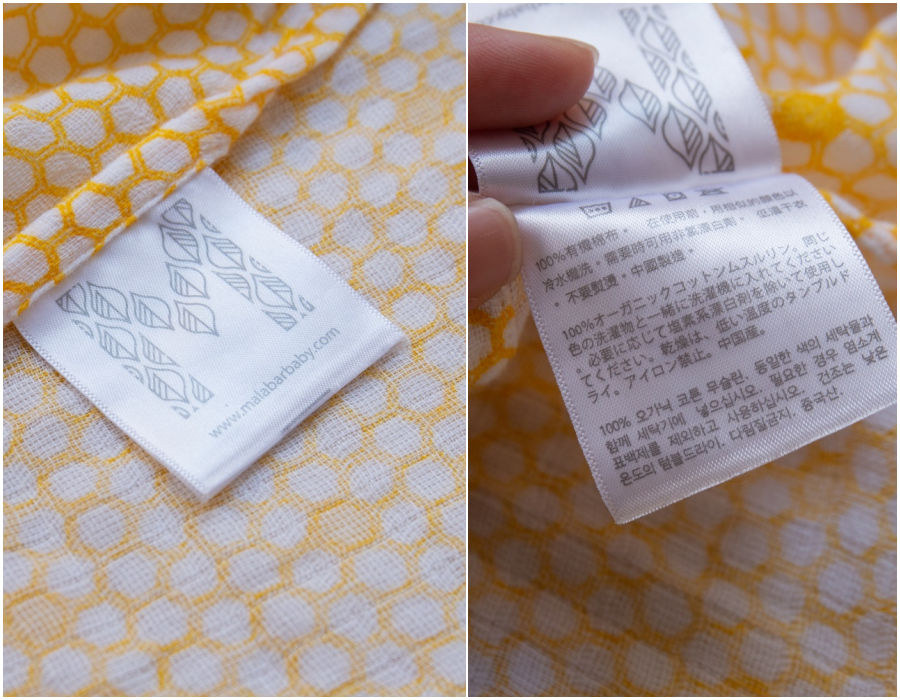 www.malabarbaby.com
baby.com
100%有機棉布。 在使用前，用相似的顏色以
冷水機洗。需要時可用非氯漂白劑。 低溫干衣
。不要熨燙。中國製造。
100%オーガニックコットンムスルリン。同じ
色の洗濯物と一緒に洗濯機に入れてください
。必要に応じて塩素系漂白剤を除いて使用し
てください。乾燥は、低い温度のタンブルド
ライ。アイロン禁止。中国産。
100% 오가닉 코튼 무슬린. 동일한 색의 세탁물과
함께 세탁기에 넣으십시오. 필요한 경우 염소계
표백제를 제외하고 사용하십시오. 건조는 낮은
온도의 텀블드라이. 다림질금지. 중국산.